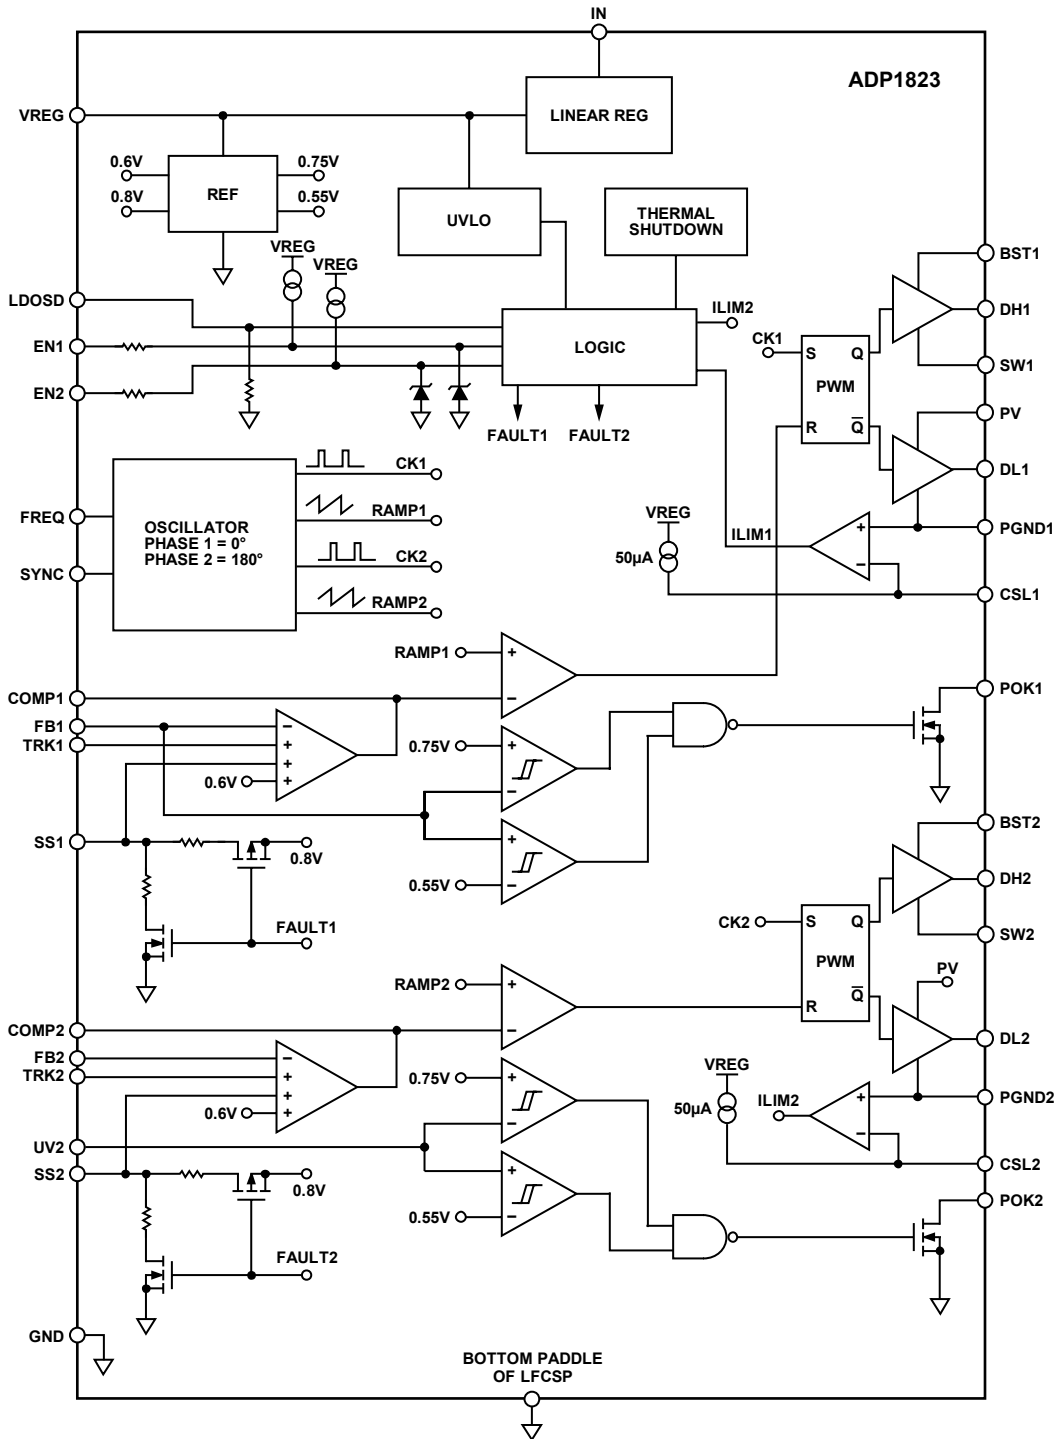 IN
ADP1823
VREG
LINEAR REG
0.6V
0.75V
REF
0.8V
0.55V
UVLO
THERMAL
SHUTDOWN
VREG
VREG
BST1
LDOSD
ILIM2
DH1
EN1
LOGIC
CK1
S
Q
SW1
PWM
EN2
R
Q
PV
FAULT1
FAULT2
DL1
CK1
FREQ
OSCILLATOR
PHASE 1 = 0°
PHASE 2 = 180°
RAMP1
VREG
50µA
ILIM1
+
−
PGND1
CK2
SYNC
CSL1
RAMP2
RAMP1
+
−
COMP1
POK1
FB1
−
TRK1
+
+
0.6V
+
0.75V
+
−
SS1
0.8V
+
0.55V
−
BST2
DH2
FAULT1
CK2
S
Q
SW2
PWM
R
Q
PV
RAMP2
+
−
COMP2
DL2
FB2
−
TRK2
+
+
0.6V
+
0.75V
+
−
VREG
50µA
ILIM2
+
−
PGND2
UV2
SS2
0.8V
+
0.55V
−
CSL2
POK2
FAULT2
GND
BOTTOM PADDLE
OF LFCSP